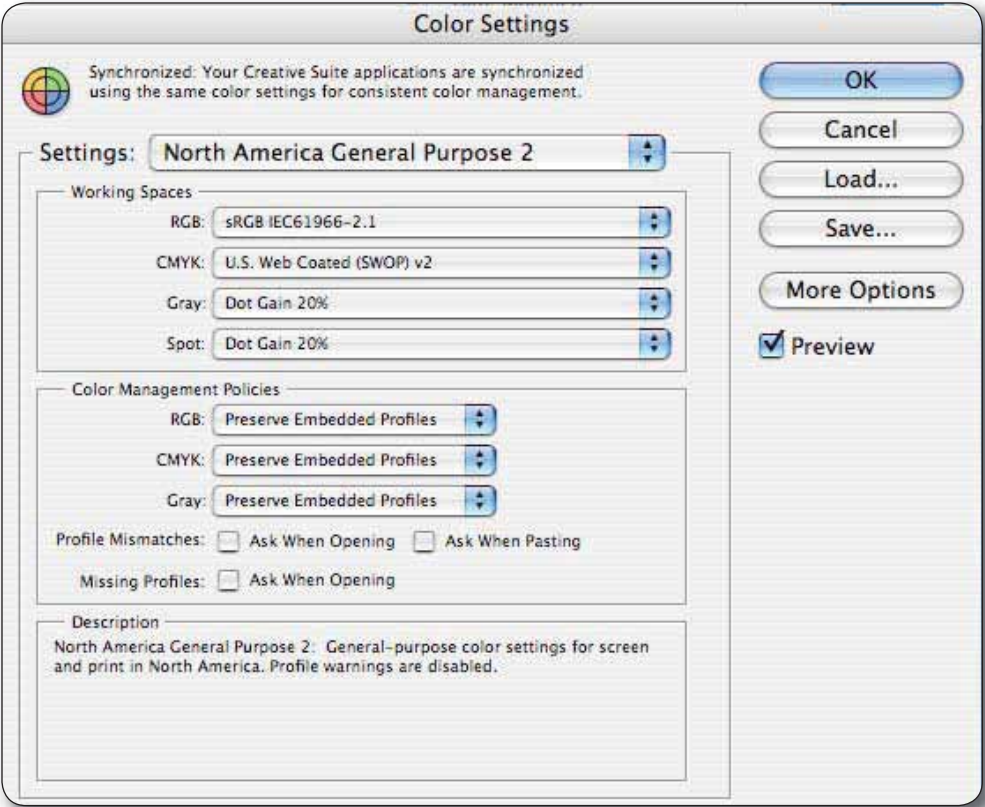 Color Settings
Synchronized: Your Creative Suite applications are synchronized
using the same color settings for consistent color management.
OK
Cancel
Load...
Save...
More Options
Preview
Settings: North America General Purpose 2
Working Spaces
RGB: sRGB IEC61966-2.1
CMYK: U.S. Web Coated (SWOP) v2
Gray: Dot Gain 20%
Spot: Dot Gain 20%
Color Management Policies
RGB: Preserve Embedded Profiles
CMYK: Preserve Embedded Profiles
Gray: Preserve Embedded Profiles
Profile Mismatches: Ask When Opening Ask When Pasting
Missing Profiles: Ask When Opening
Description
North America General Purpose 2: General-purpose color settings for screen
and print in North America. Profile warnings are disabled.